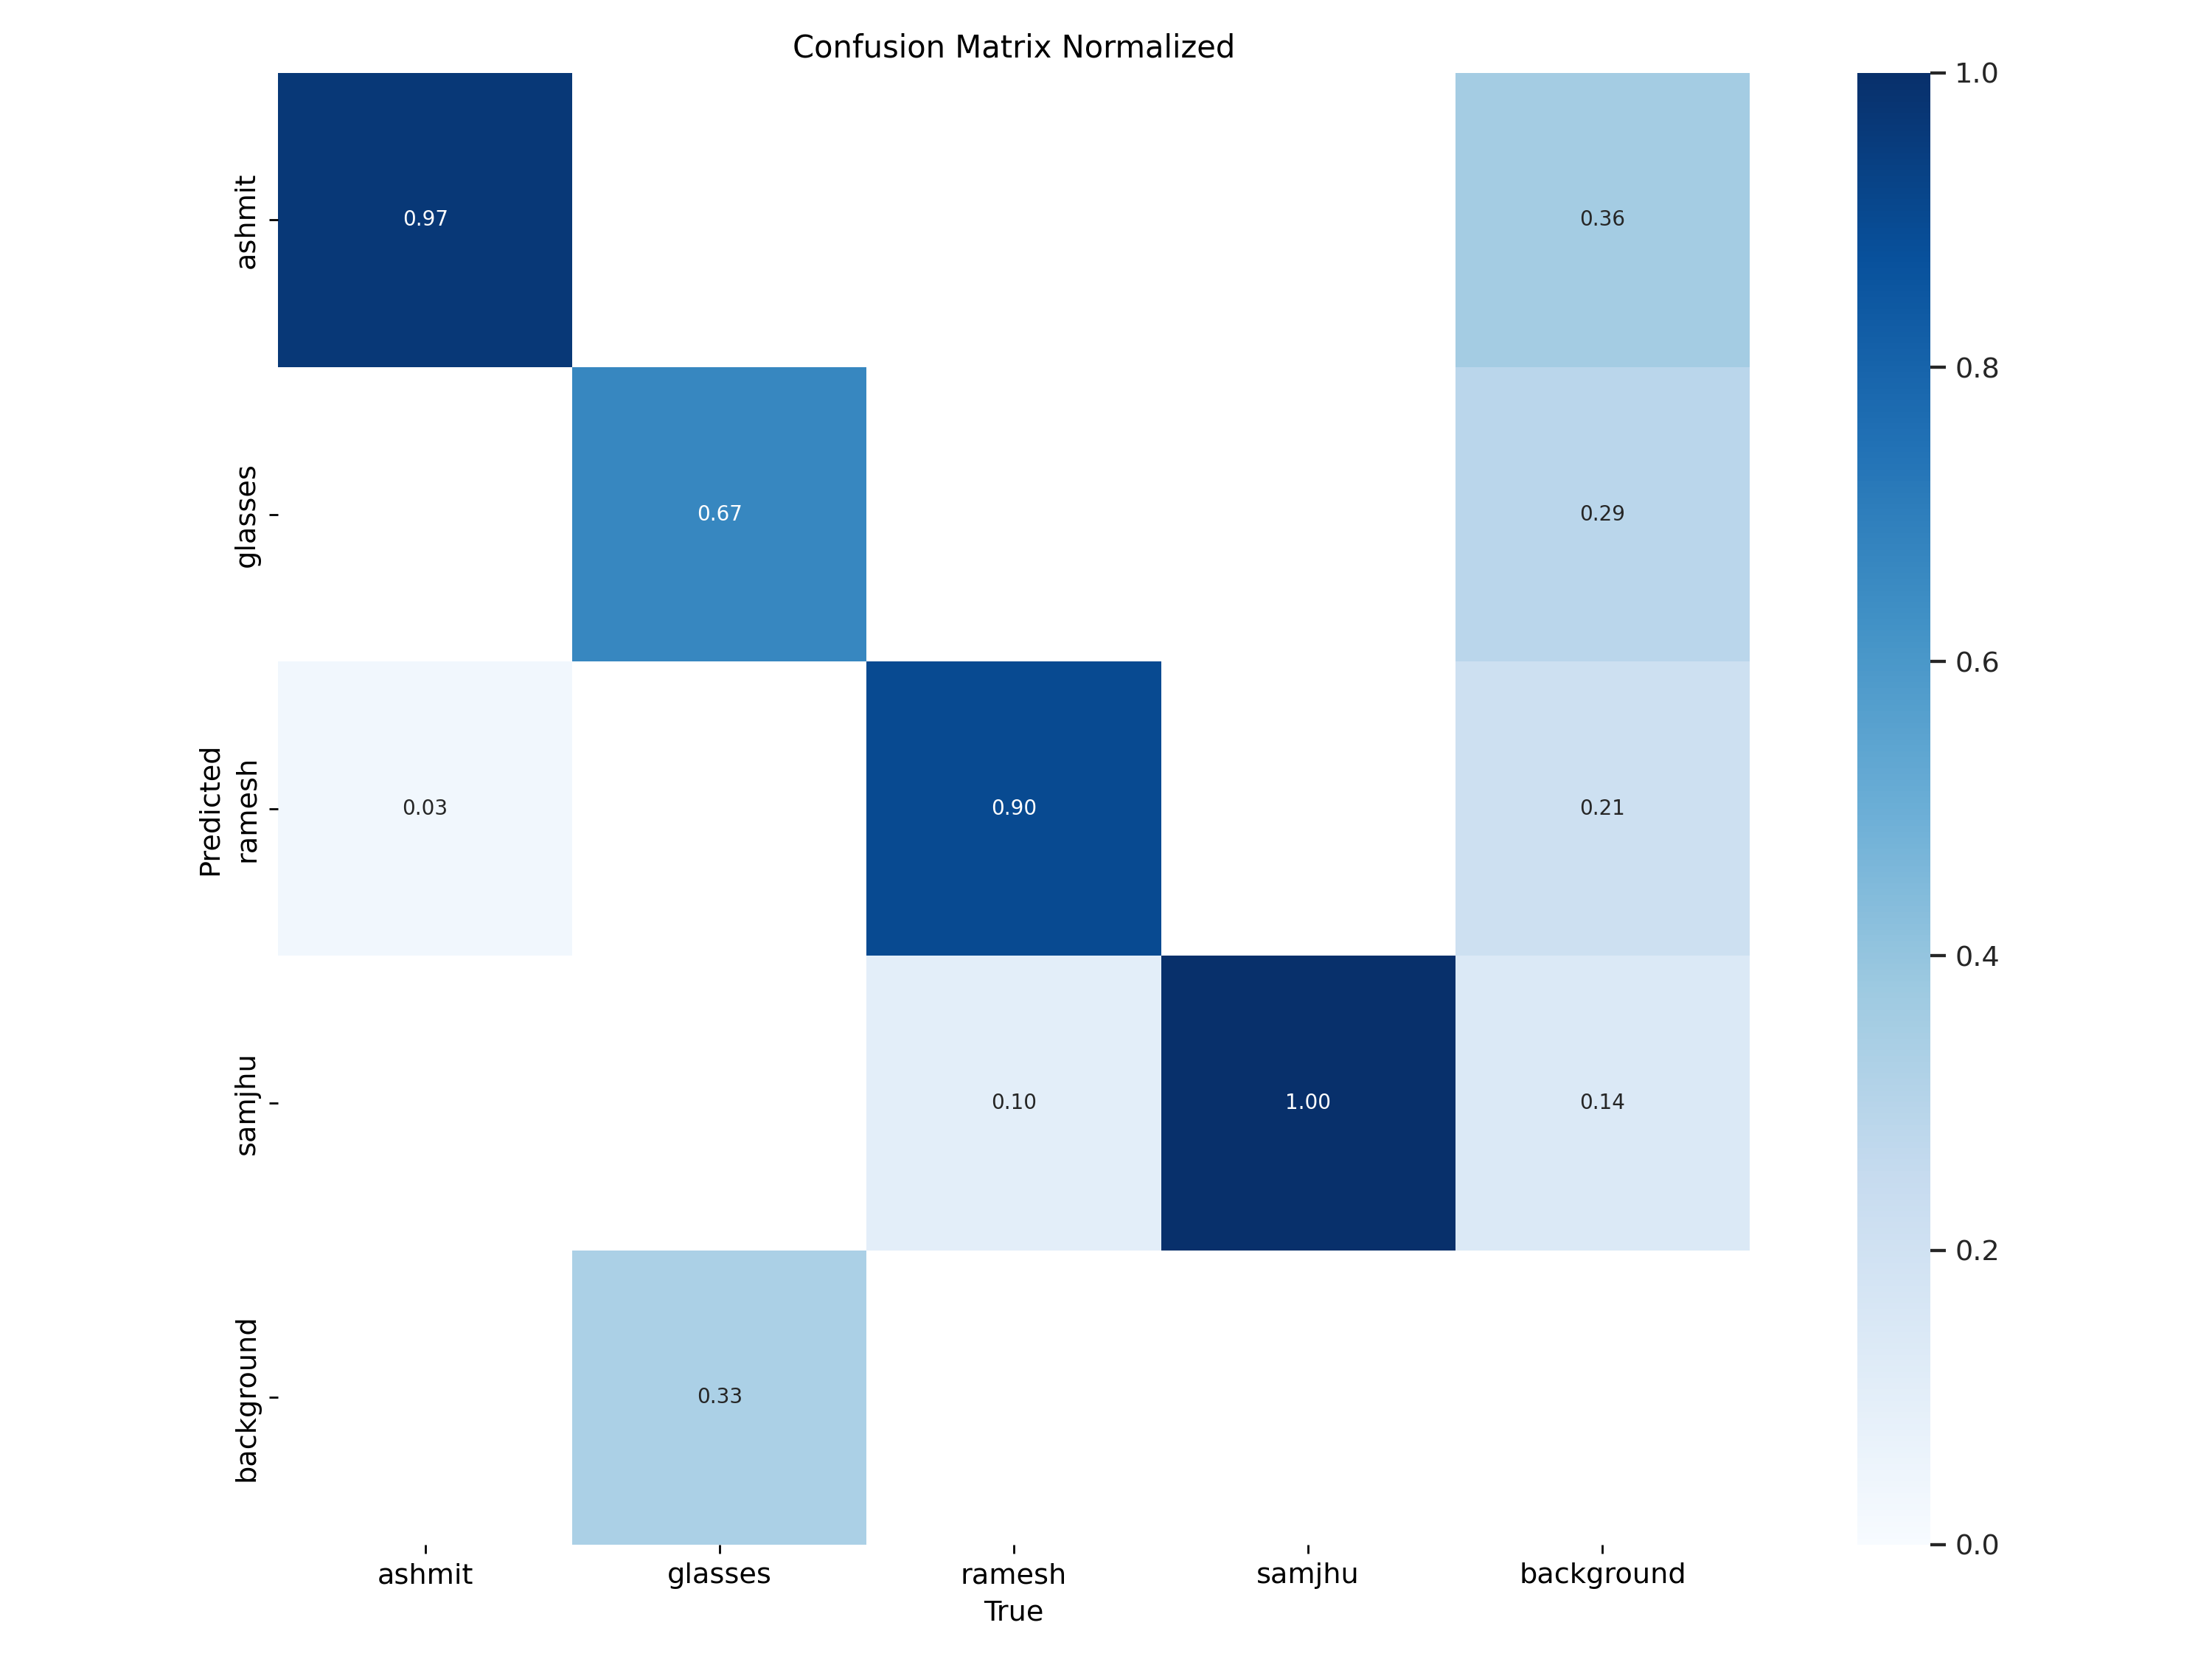 Confusion Matrix Normalized
ashmit
0.97
0.36
glasses
0.67
0.29
Predicted
ramesh
0.03
0.90
0.21
samjhu
0.10
1.00
0.14
background
0.33
ashmit
glasses
ramesh
samjhu
background
True
1.0
0.8
0.6
0.4
0.2
0.0